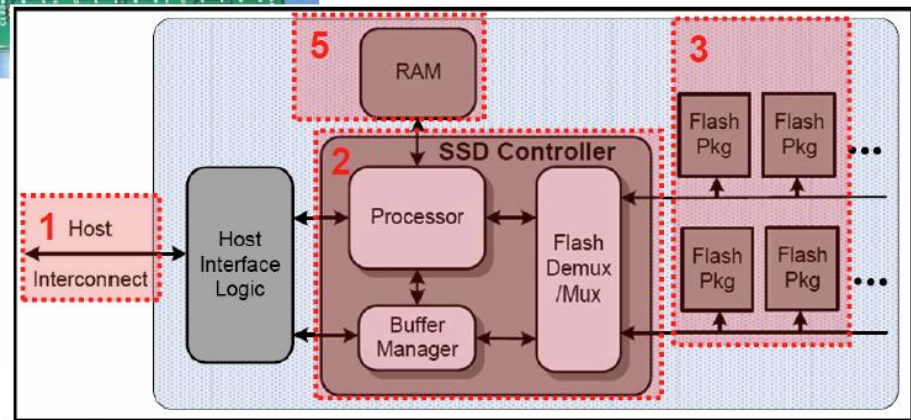 5
RAM
3
Flash
Pkg
Flash
Pkg
...
2
SSD Controller
Processor
Flash
Demux
/Mux
Buffer
Manager
1
Host
Interconnect
Host
Interface
Logic
Flash
Pkg
Flash
Pkg
...